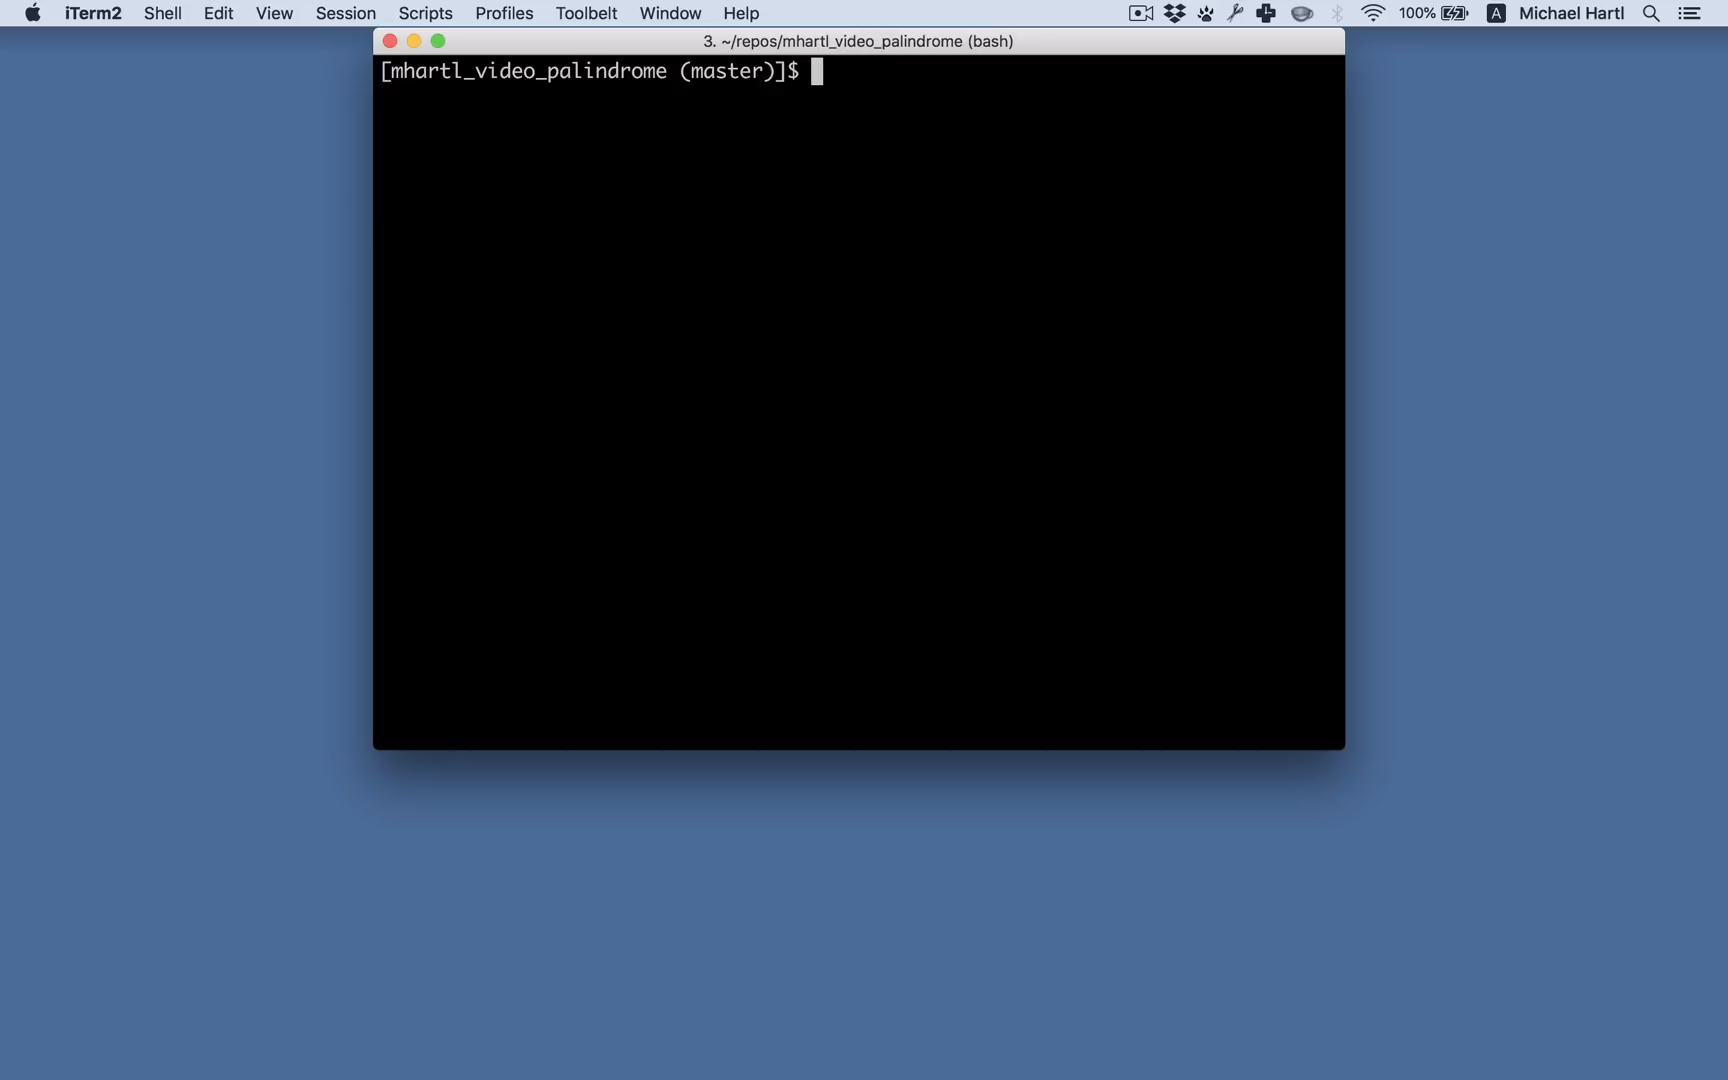 iTerm2 Shell Edit View Session Scripts Profiles Toolbelt Window Help 100% A Michael Hartl
3. ~/repos/mhartl_video_palindrome (bash)
[mhartl_video_palindrome (master)]$